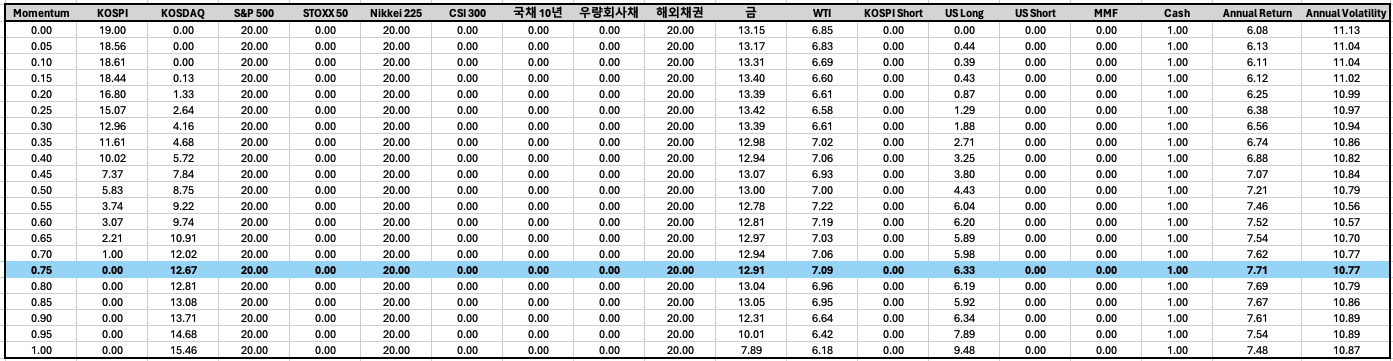 Momentum KOSPI KOSDAQ S&P 500 STOXX 50 Nikkei 225 CSI 300 국채 10년 우량회사채 해외채권 금 WTI KOSPI Short US Long US Short MMF Cash Annual Return Annual Volatility
0.00 19.00 0.00 20.00 0.00 20.00 0.00 0.00 0.00 20.00 13.15 6.85 0.00 0.00 0.00 0.00 1.00 6.08 11.13
0.05 18.56 0.00 20.00 0.00 20.00 0.00 0.00 0.00 20.00 13.17 6.83 0.00 0.44 0.00 0.00 1.00 6.13 11.04
0.10 18.61 0.00 20.00 0.00 20.00 0.00 0.00 0.00 20.00 13.31 6.69 0.00 0.39 0.00 0.00 1.00 6.11 11.04
0.15 18.44 0.13 20.00 0.00 20.00 0.00 0.00 0.00 20.00 13.40 6.60 0.00 0.43 0.00 0.00 1.00 6.12 11.02
0.20 16.80 1.33 20.00 0.00 20.00 0.00 0.00 0.00 20.00 13.39 6.61 0.00 0.87 0.00 0.00 1.00 6.25 10.99
0.25 15.07 2.64 20.00 0.00 20.00 0.00 0.00 0.00 20.00 13.42 6.58 0.00 1.29 0.00 0.00 1.00 6.38 10.97
0.30 12.96 4.16 20.00 0.00 20.00 0.00 0.00 0.00 20.00 13.39 6.61 0.00 1.88 0.00 0.00 1.00 6.56 10.94
0.35 11.61 4.68 20.00 0.00 20.00 0.00 0.00 0.00 20.00 12.98 7.02 0.00 2.71 0.00 0.00 1.00 6.74 10.86
0.40 10.02 5.72 20.00 0.00 20.00 0.00 0.00 0.00 20.00 12.94 7.06 0.00 3.25 0.00 0.00 1.00 6.88 10.82
0.45 7.37 7.84 20.00 0.00 20.00 0.00 0.00 0.00 20.00 13.07 6.93 0.00 3.80 0.00 0.00 1.00 7.07 10.84
0.50 5.83 8.75 20.00 0.00 20.00 0.00 0.00 0.00 20.00 13.00 7.00 0.00 4.43 0.00 0.00 1.00 7.21 10.79
0.55 3.74 9.22 20.00 0.00 20.00 0.00 0.00 0.00 20.00 12.78 7.22 0.00 6.04 0.00 0.00 1.00 7.46 10.56
0.60 3.07 9.74 20.00 0.00 20.00 0.00 0.00 0.00 20.00 12.81 7.19 0.00 6.20 0.00 0.00 1.00 7.52 10.57
0.65 2.21 10.91 20.00 0.00 20.00 0.00 0.00 0.00 20.00 12.97 7.03 0.00 5.89 0.00 0.00 1.00 7.54 10.70
0.70 1.00 12.02 20.00 0.00 20.00 0.00 0.00 0.00 20.00 12.94 7.06 0.00 5.98 0.00 0.00 1.00 7.62 10.77
0.75 0.00 12.67 20.00 0.00 20.00 0.00 0.00 0.00 20.00 12.91 7.09 0.00 6.33 0.00 0.00 1.00 7.71 10.77
0.80 0.00 12.81 20.00 0.00 20.00 0.00 0.00 0.00 20.00 13.04 6.96 0.00 6.19 0.00 0.00 1.00 7.69 10.79
0.85 0.00 13.08 20.00 0.00 20.00 0.00 0.00 0.00 20.00 13.05 6.95 0.00 5.92 0.00 0.00 1.00 7.67 10.86
0.90 0.00 13.71 20.00 0.00 20.00 0.00 0.00 0.00 20.00 12.31 6.64 0.00 6.34 0.00 0.00 1.00 7.61 10.89
0.95 0.00 14.68 20.00 0.00 20.00 0.00 0.00 0.00 20.00 10.01 6.42 0.00 7.89 0.00 0.00 1.00 7.54 10.89
1.00 0.00 15.46 20.00 0.00 20.00 0.00 0.00 0.00 20.00 7.89 6.18 0.00 9.48 0.00 0.00 1.00 7.48 10.87